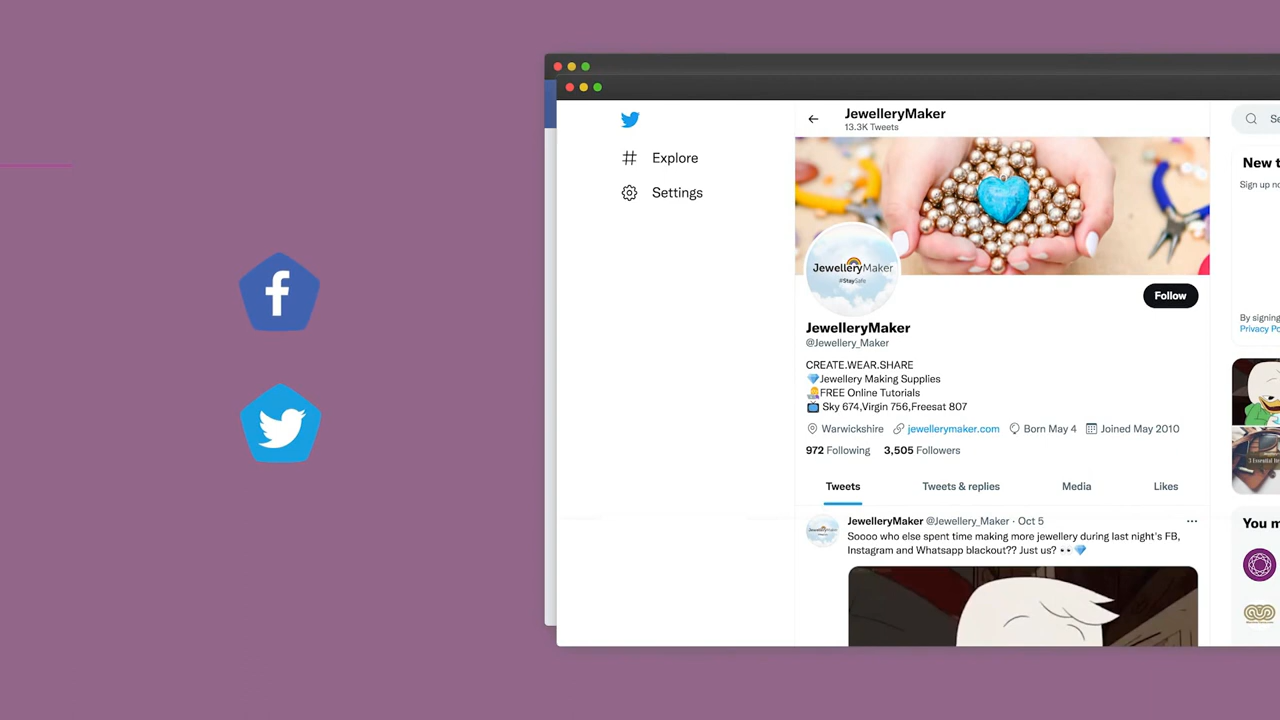 JewelleryMaker
13.3K Tweets
Explore
Settings
New t
Sign up no
JewelleryMaker
#StaySafe
Follow
JewelleryMaker
@Jewellery_Maker
By signing
Privacy Po
CREATE.WEAR.SHARE
💎Jewellery Making Supplies
FREE Online Tutorials
📺 Sky 674,Virgin 756,Freesat 807
Warwickshire jewellerymaker.com Born May 4 Joined May 2010
972 Following 3,505 Followers
Tweets Tweets & replies Media Likes
JewelleryMaker @Jewellery_Maker · Oct 5 ···
Soooo who else spent time making more jewellery during last night's FB,
Instagram and Whatsapp blackout?? Just us? 👀 💎
You m